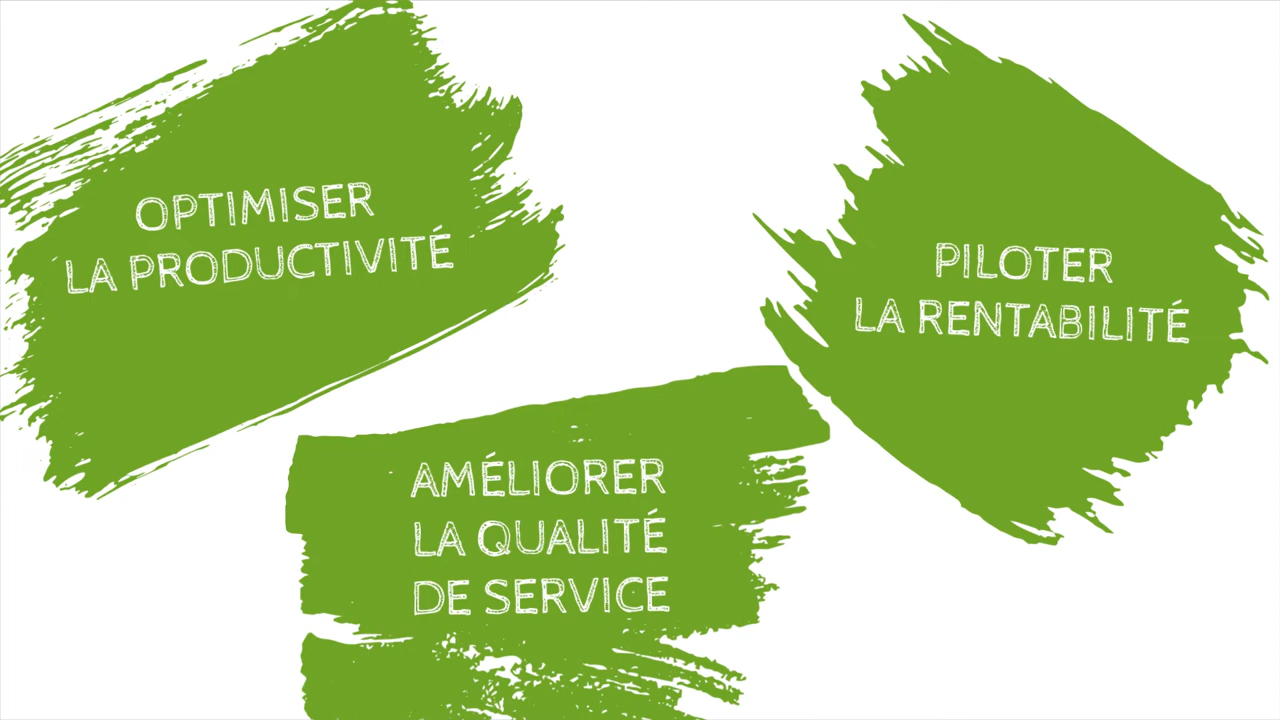 OPTIMISER
LA PRODUCTIVITÉ
PILOTER
LA RENTABILITÉ
AMÉLIORER
LA QUALITÉ
DE SERVICE